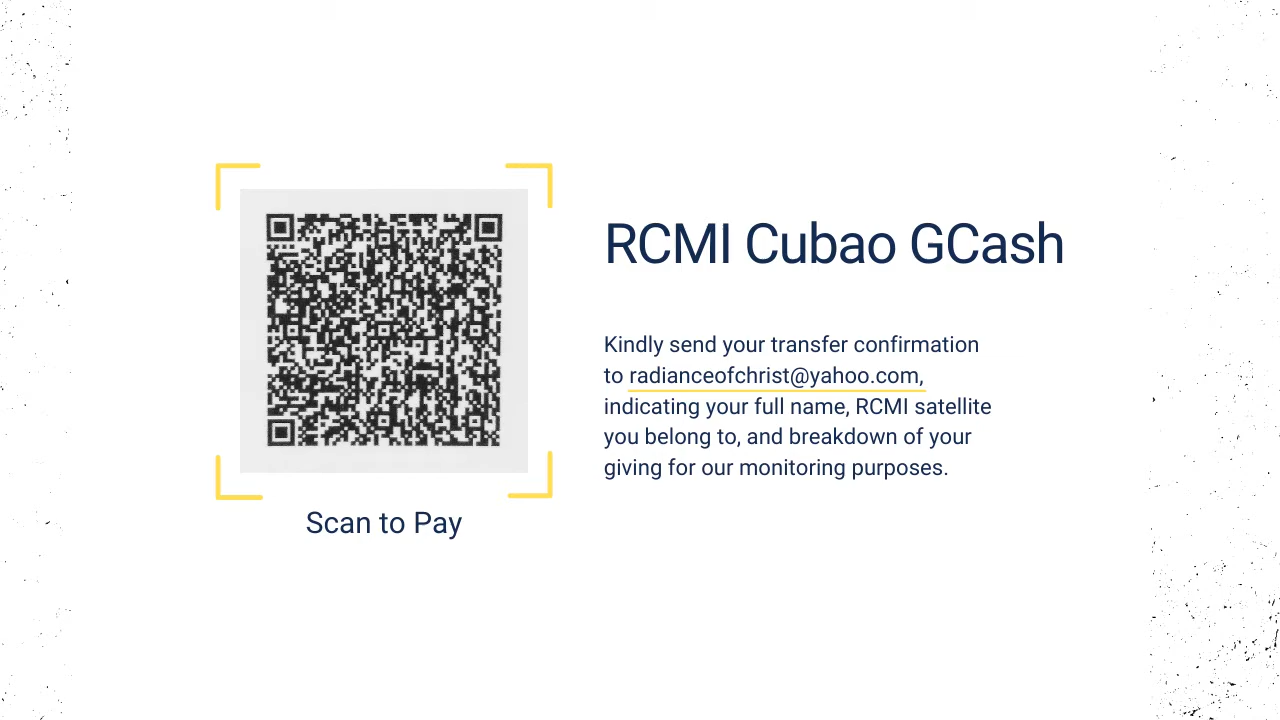 RCMI Cubao GCash
Kindly send your transfer confirmation
to radianceofchrist@yahoo.com,
indicating your full name, RCMI satellite
you belong to, and breakdown of your
giving for our monitoring purposes.
Scan to Pay